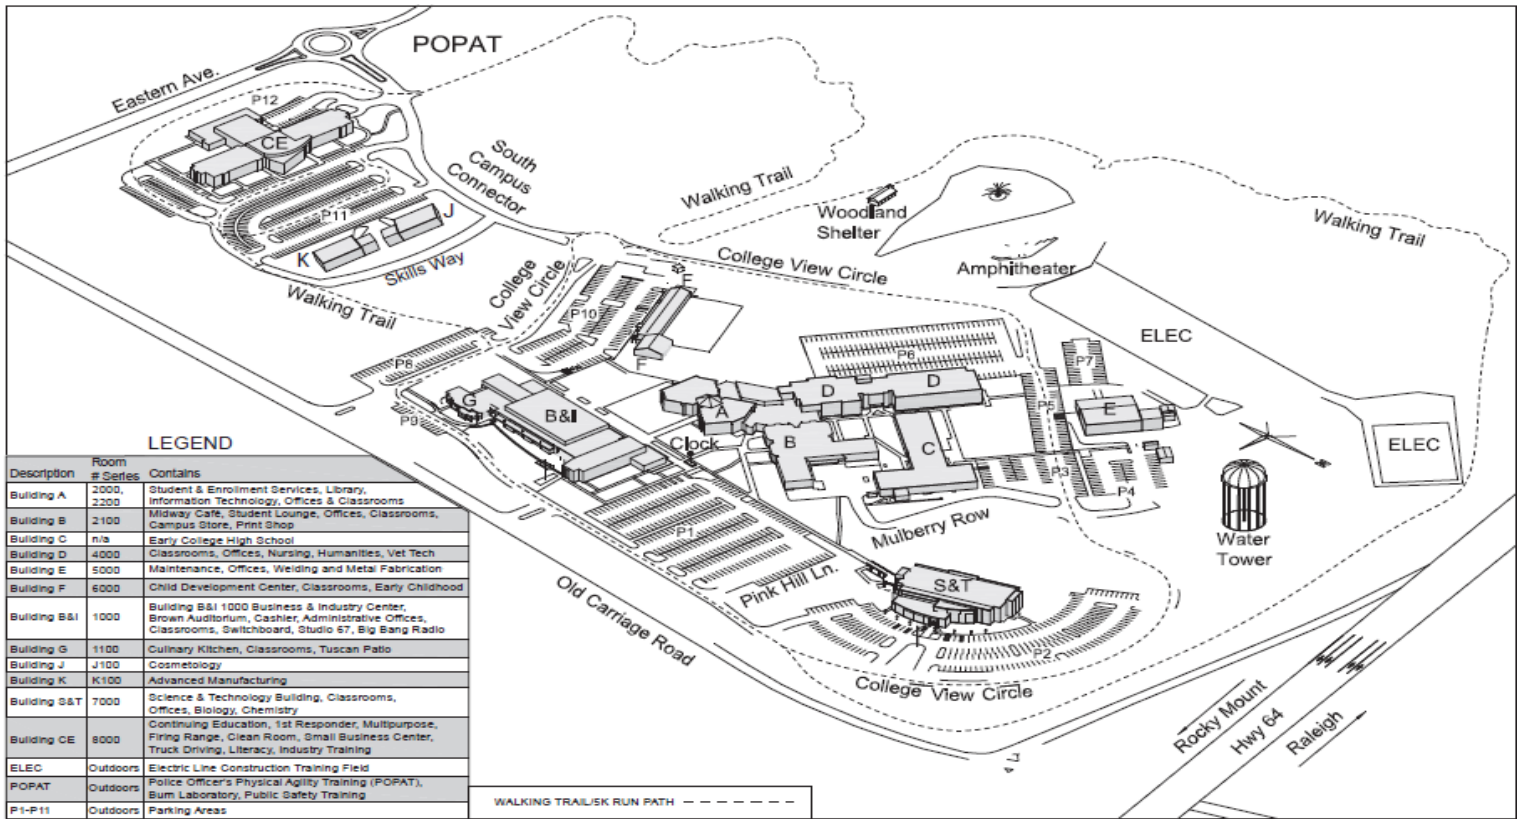 POPAT
Eastern Ave.
P12
CE
South
Campus
Connector
P11
J
K
Skills Way
Walking Trail
College
View Circle
Walking Trail
Woodland
Shelter
Walking Trail
College View Circle
Amphitheater
F
P10
F
ELEC
P8
P6
P7
D
D
G
B&I
A
P5
E
P9
Clock
B
C
ELEC
P3
P4
P1
Mulberry Row
Water
Tower
Pink Hill Ln.
S&T
Old Carriage Road
P2
College View Circle
Rocky Mount
Hwy 64
Raleigh
LEGEND
Description Room # Series Contains
Building A 2000, 2200 Student & Enrollment Services, Library,
Information Technology, Offices & Classrooms
Building B 2100 Midway Café, Student Lounge, Offices, Classrooms,
Campus Store, Print Shop
Building C n/a Early College High School
Building D 4000 Classrooms, Offices, Nursing, Humanities, Vet Tech
Building E 5000 Maintenance, Offices, Welding and Metal Fabrication
Building F 6000 Child Development Center, Classrooms, Early Childhood
Building B&I 1000 Building B&I 1000 Business & Industry Center,
Brown Auditorium, Cashier, Administrative Offices,
Classrooms, Switchboard, Studio 67, Big Bang Radio
Building G 1100 Culinary Kitchen, Classrooms, Tuscan Patio
Building J J100 Cosmetology
Building K K100 Advanced Manufacturing
Building S&T 7000 Science & Technology Building, Classrooms,
Offices, Biology, Chemistry
Building CE 8000 Continuing Education, 1st Responder, Multipurpose,
Firing Range, Clean Room, Small Business Center,
Truck Driving, Literacy, Industry Training
ELEC Outdoors Electric Line Construction Training Field
POPAT Outdoors Police Officer's Physical Agility Training (POPAT),
Burn Laboratory, Public Safety Training
P1-P11 Outdoors Parking Areas
WALKING TRAIL/5K RUN PATH